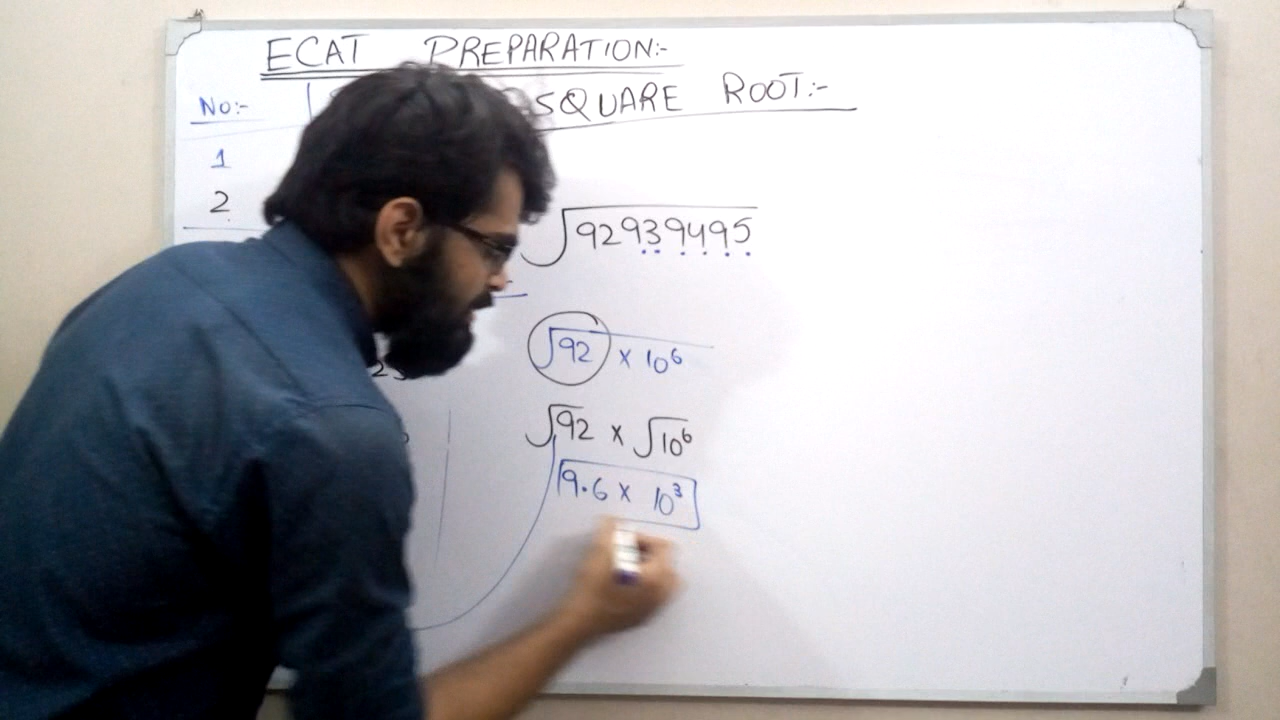 ECAT PREPARATION:-
No:- SQUARE ROOT:-
1
2
√92939495
√92 × 10⁶
√92 × √10⁶
9.6 × 10³